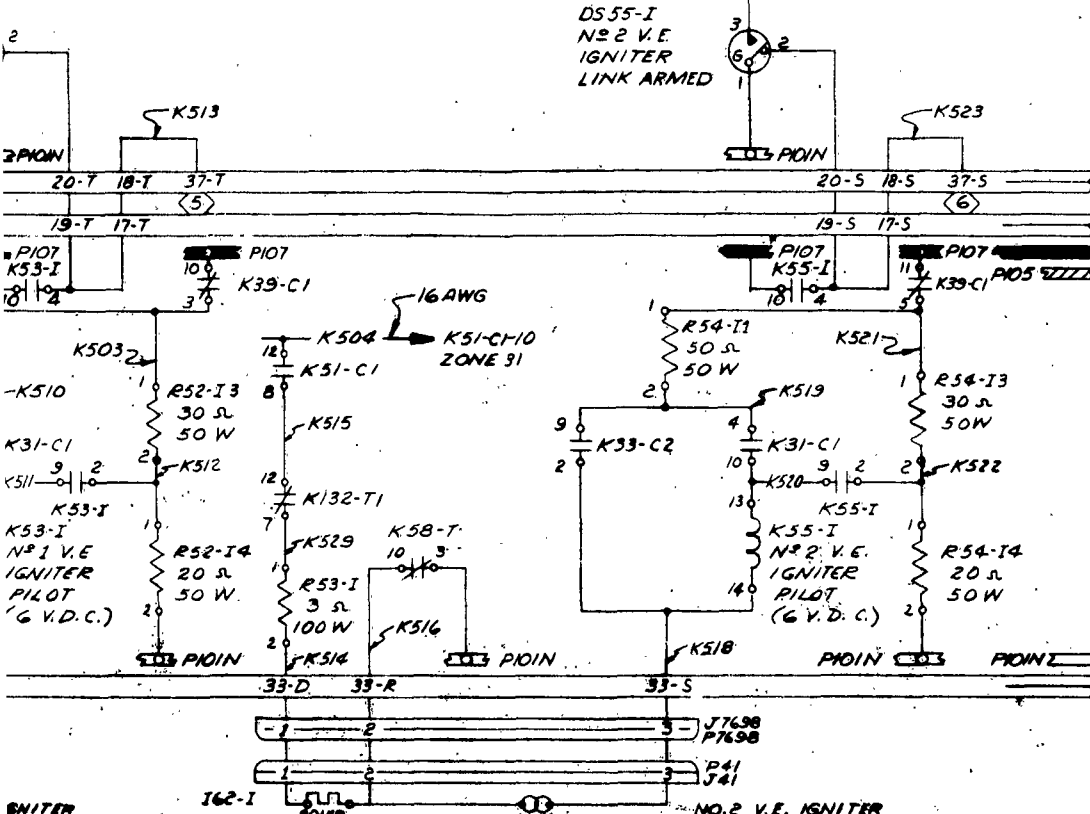 2
DS55-I
Nº 2 V.E.
IGNITER
LINK ARMED
3
2
6
1
K513
K523
P101N
P101N
20-T 18-T 37-T
20-S 18-S 37-S
5
6
19-T 17-T
19-S 17-S
P107
P107
P107
P105
K53-I
10 4
10
K39-C1
3
K55-I
10 4
11
K39-C1
5
16 AWG
K504
K51-C1-10
ZONE 31
K503
12
K51-C1
8
1
R54-I1
50 Ω
50 W
2
K521
K510
1
R52-I3
30 Ω
50 W
2
K515
K519
1
R54-I3
30 Ω
50W
2
K31-C1
9 2
K511
K53-I
K512
9
K33-C2
2
4
K31-C1
10
K520
9 2
K55-I
K522
12
K132-T1
7
K53-I
Nº 1 V.E
IGNITER
PILOT
(6 V.D.C.)
1
R52-I4
20 Ω
50 W
2
K529
K58-T
10 3
13
K55-I
Nº 2 V.E.
IGNITER
PILOT
(6 V.D.C.)
14
1
R54-I4
20 Ω
50W
2
1
R53-I
3 Ω
100 W
2
K514
K516
K518
P101N
P101N
P101N
P101N
33-D 33-R 33-S
1 2 3
J7698
P7698
1 2 3
P41
J41
I62-I
SQUIB
GNITER
NO. 2 V.E. IGNITER